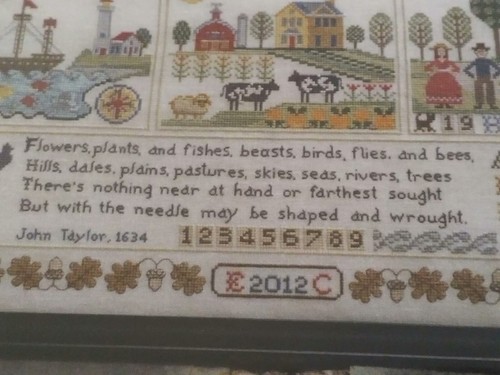 19
Flowers, plants, and fishes. beasts, birds, flies. and bees,
Hills, dales, plains, pastures, skies, seas, rivers, trees
There's nothing near at hand or farthest sought
But with the needle may be shaped and wrought.
John Taylor, 1634
123456789
E 2012 C